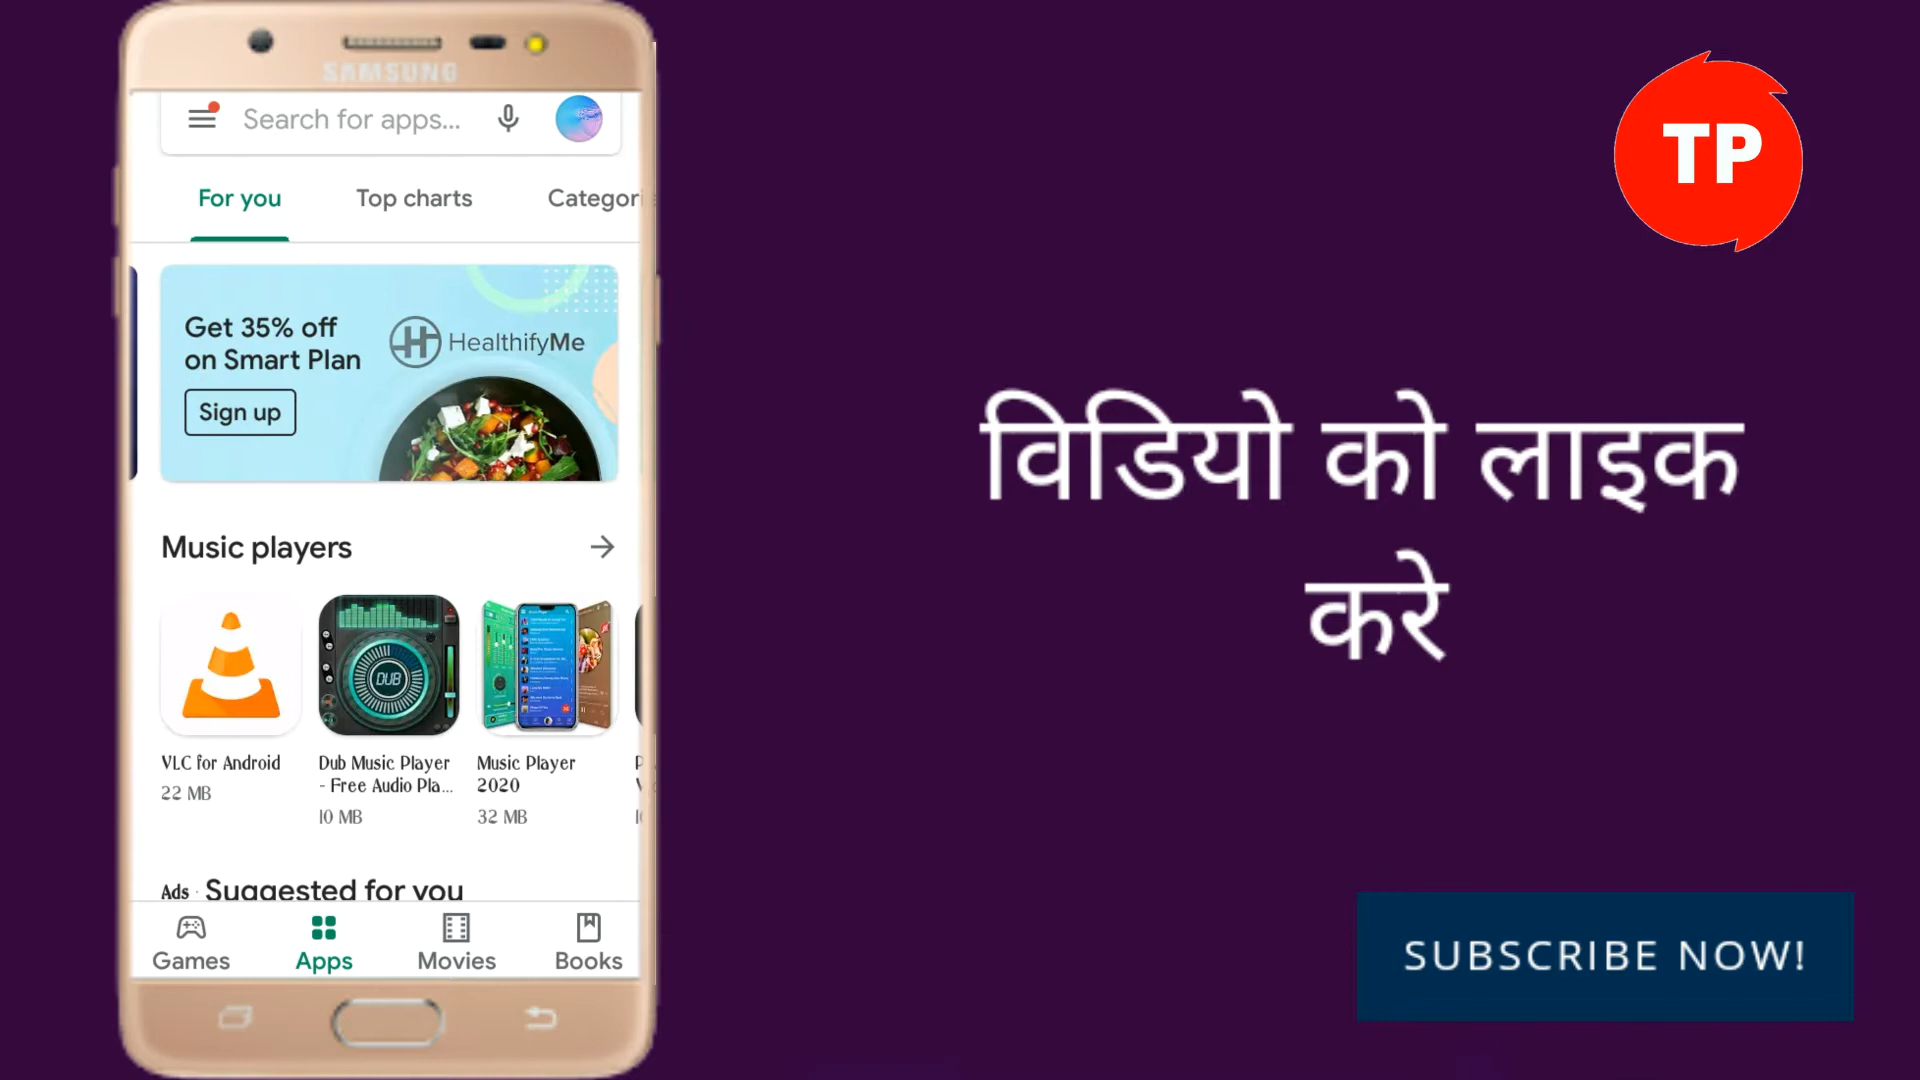 SAMSUNG
Search for apps...
For you
Top charts
Get 35% off
on Smart Plan
HealthifyMe
Sign up
Music players
DUB
VLC for Android
22 MB
Dub Music Player
- Free Audio Pla...
10 MB
Music Player
2020
32 MB
Ads · Suggested for you
Games
Apps
Movies
Books
TP
विडियो को लाइक
करे
SUBSCRIBE NOW!